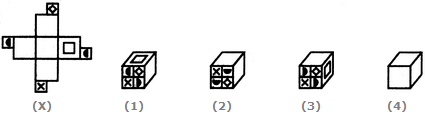 (X) (1) (2) (3) (4)